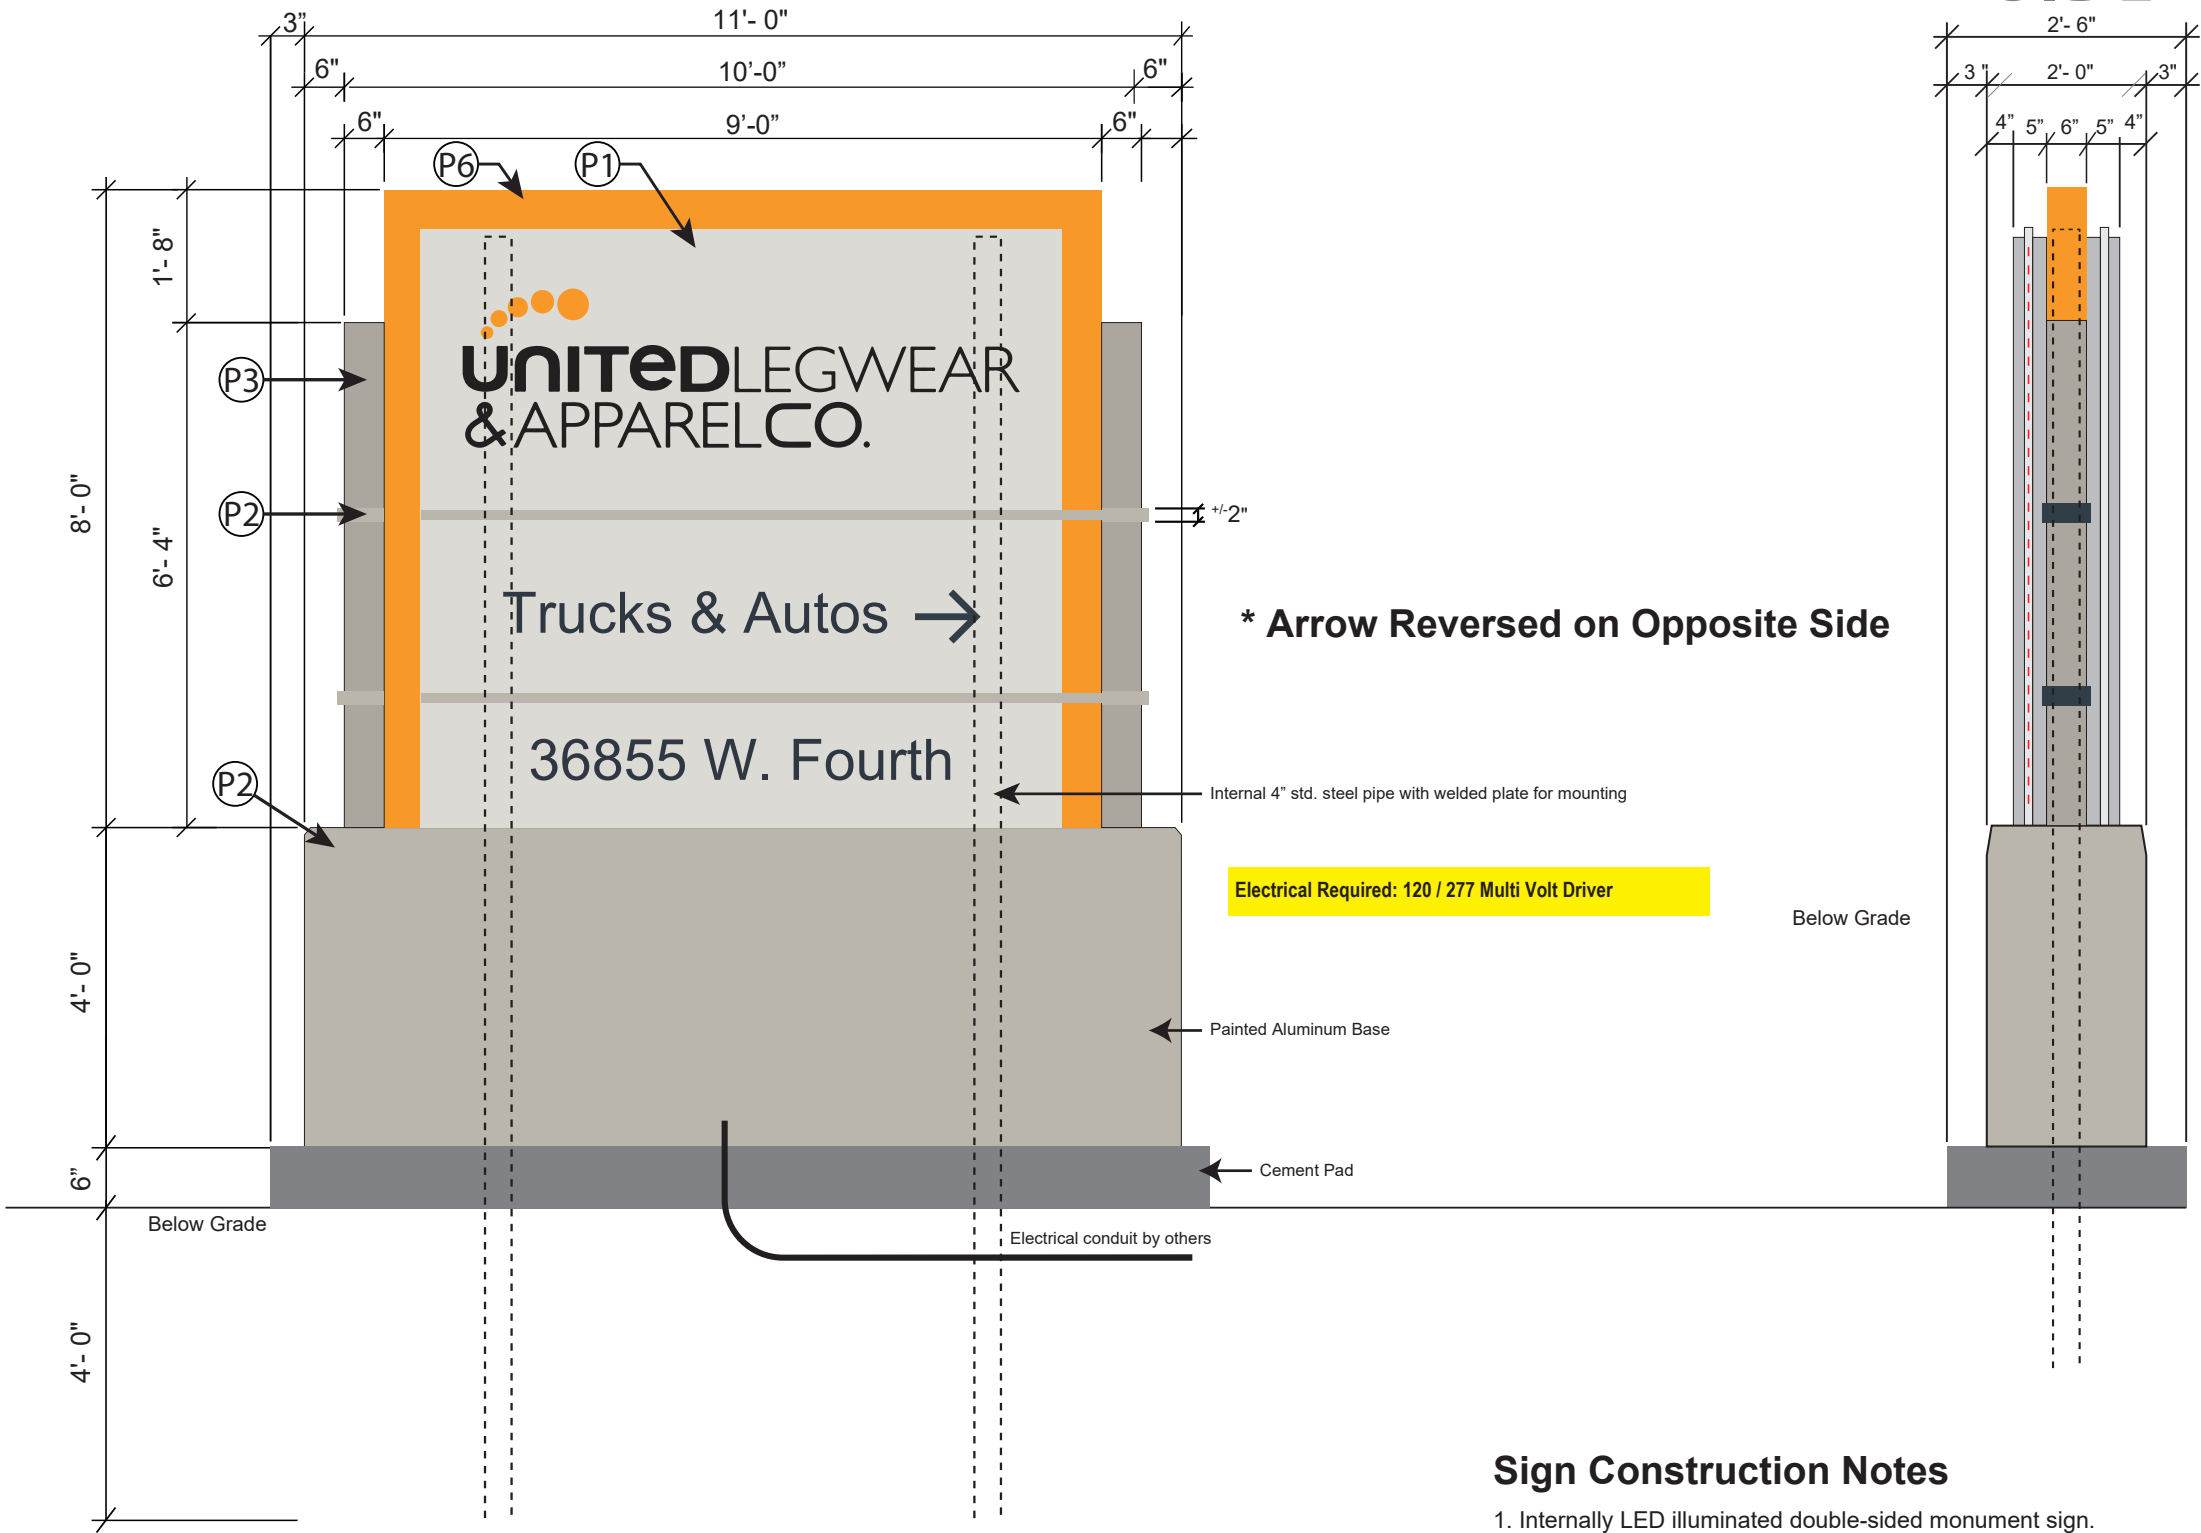 3” 11'- 0"
6" 10’-0” 6"
6" 9’-0” 6"
P6 P1
1'- 8"
P3
UNITEDLEGWEAR
& APPARELCO.
8'- 0"
P2
+/-2"
6'- 4"
Trucks & Autos →
* Arrow Reversed on Opposite Side
36855 W. Fourth
P2
Internal 4” std. steel pipe with welded plate for mounting
Electrical Required: 120 / 277 Multi Volt Driver
Below Grade
4'- 0"
Painted Aluminum Base
6”
Cement Pad
Below Grade
Electrical conduit by others
4'- 0"
2'- 6"
3 " 2'- 0" 3"
4” 5” 6” 5” 4”
Sign Construction Notes
1. Internally LED illuminated double-sided monument sign.